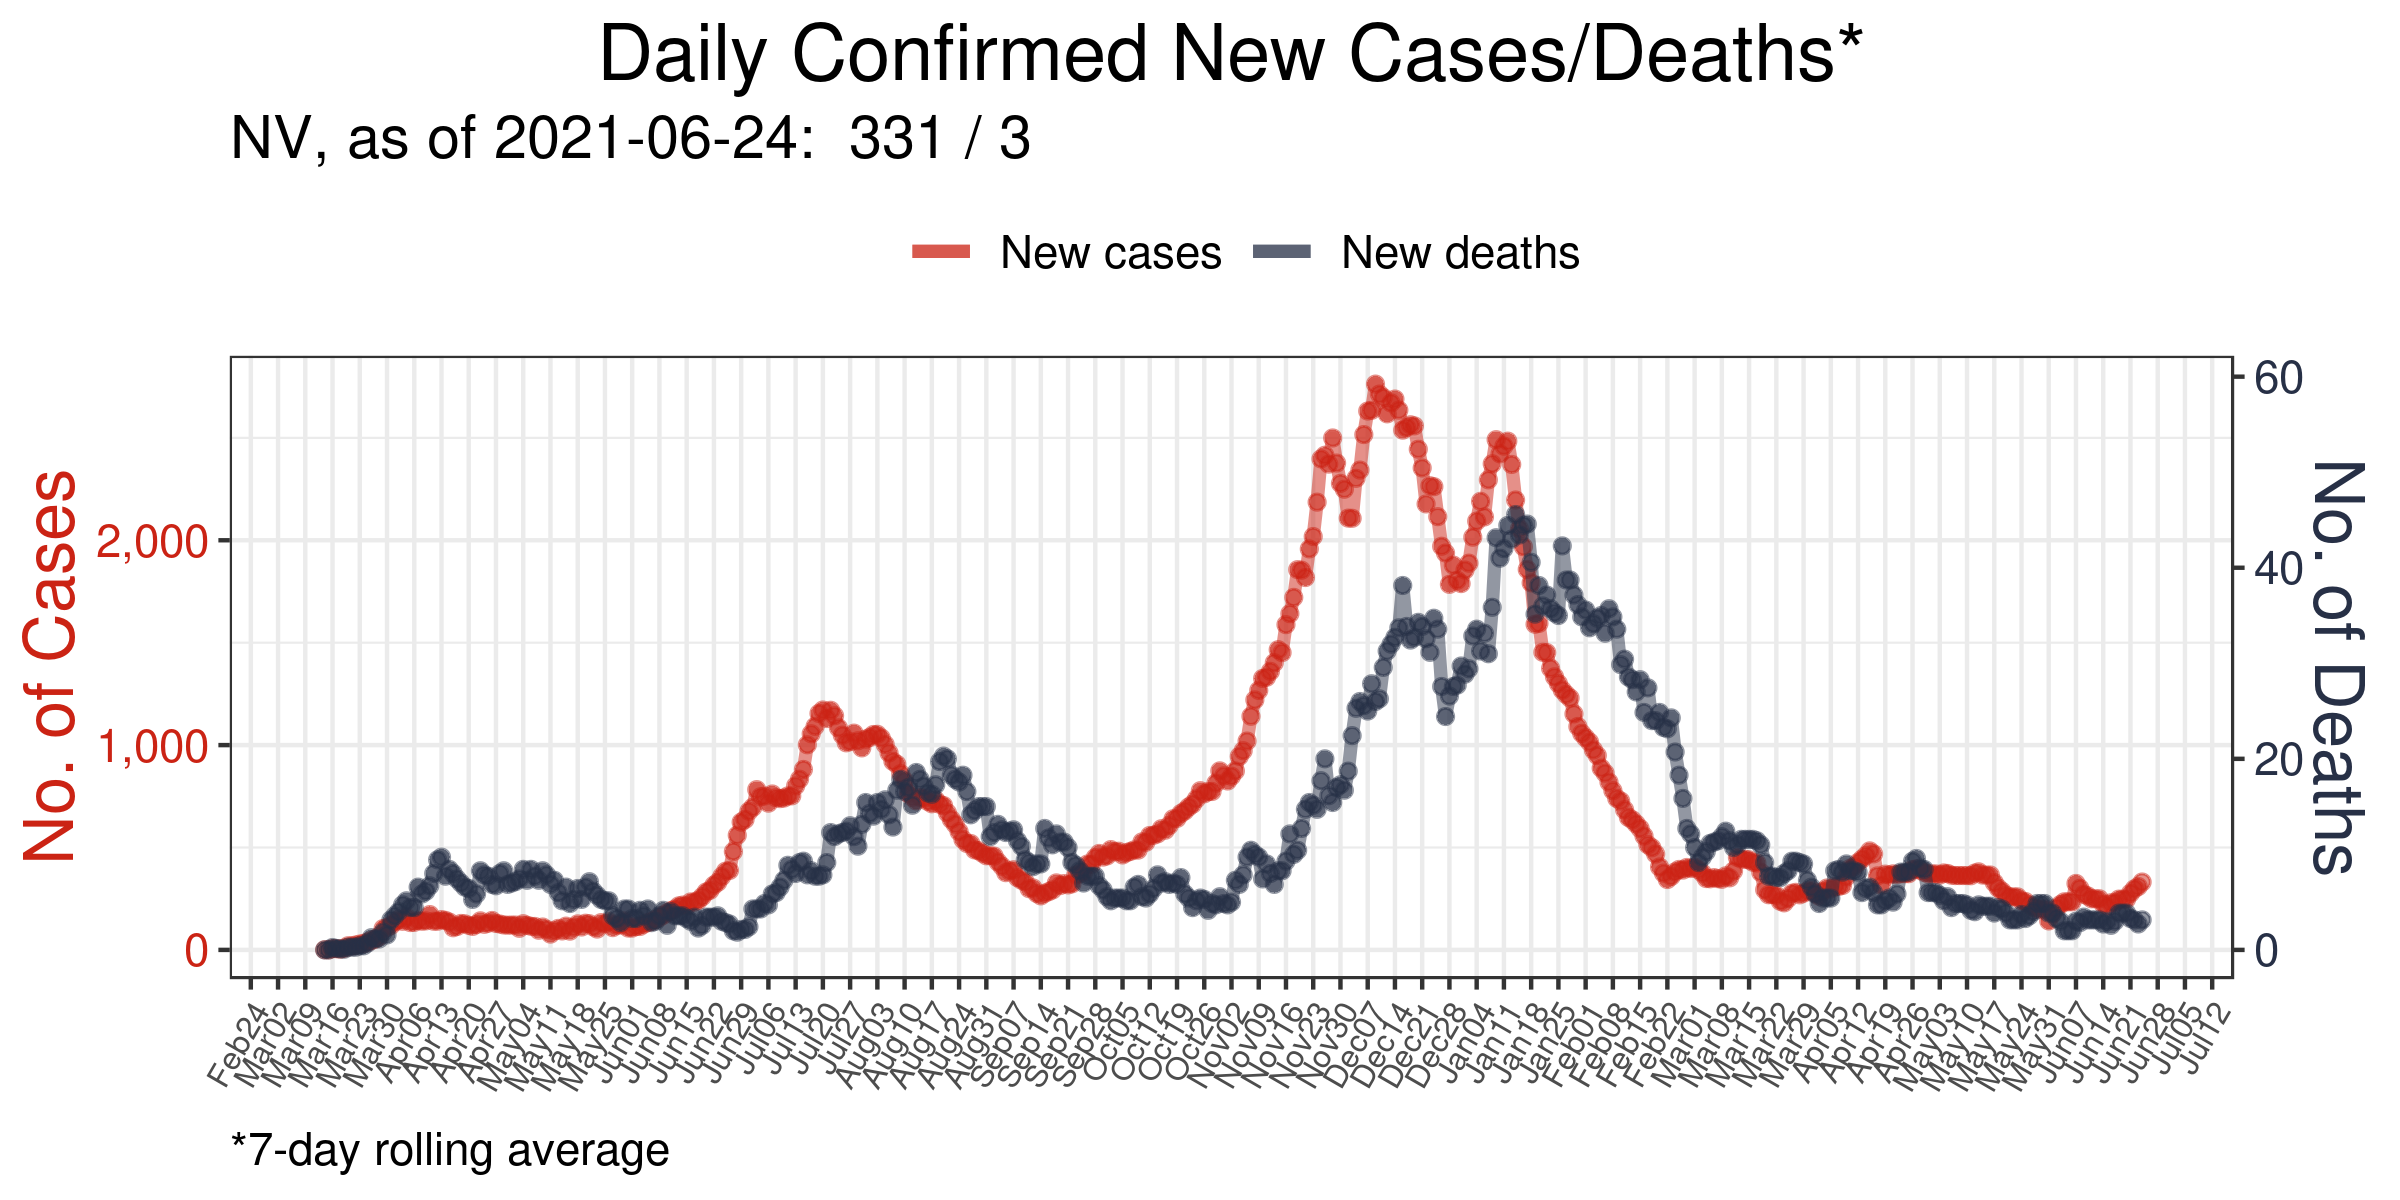 Daily Confirmed New Cases/Deaths*
NV, as of 2021-06-24:  331 / 3
New cases
New deaths
No. of Cases
2,000
1,000
0
60
40
20
0
No. of Deaths
Feb24
Mar02
Mar09
Mar16
Mar23
Mar30
Apr06
Apr13
Apr20
Apr27
May04
May11
May18
May25
Jun01
Jun08
Jun15
Jun22
Jun29
Jul06
Jul13
Jul20
Jul27
Aug03
Aug10
Aug17
Aug24
Aug31
Sep07
Sep14
Sep21
Sep28
Oct05
Oct12
Oct19
Oct26
Nov02
Nov09
Nov16
Nov23
Nov30
Dec07
Dec14
Dec21
Dec28
Jan04
Jan11
Jan18
Jan25
Feb01
Feb08
Feb15
Feb22
Mar01
Mar08
Mar15
Mar22
Mar29
Apr05
Apr12
Apr19
Apr26
May03
May10
May17
May24
May31
Jun07
Jun14
Jun21
Jun28
Jul05
Jul12
*7-day rolling average